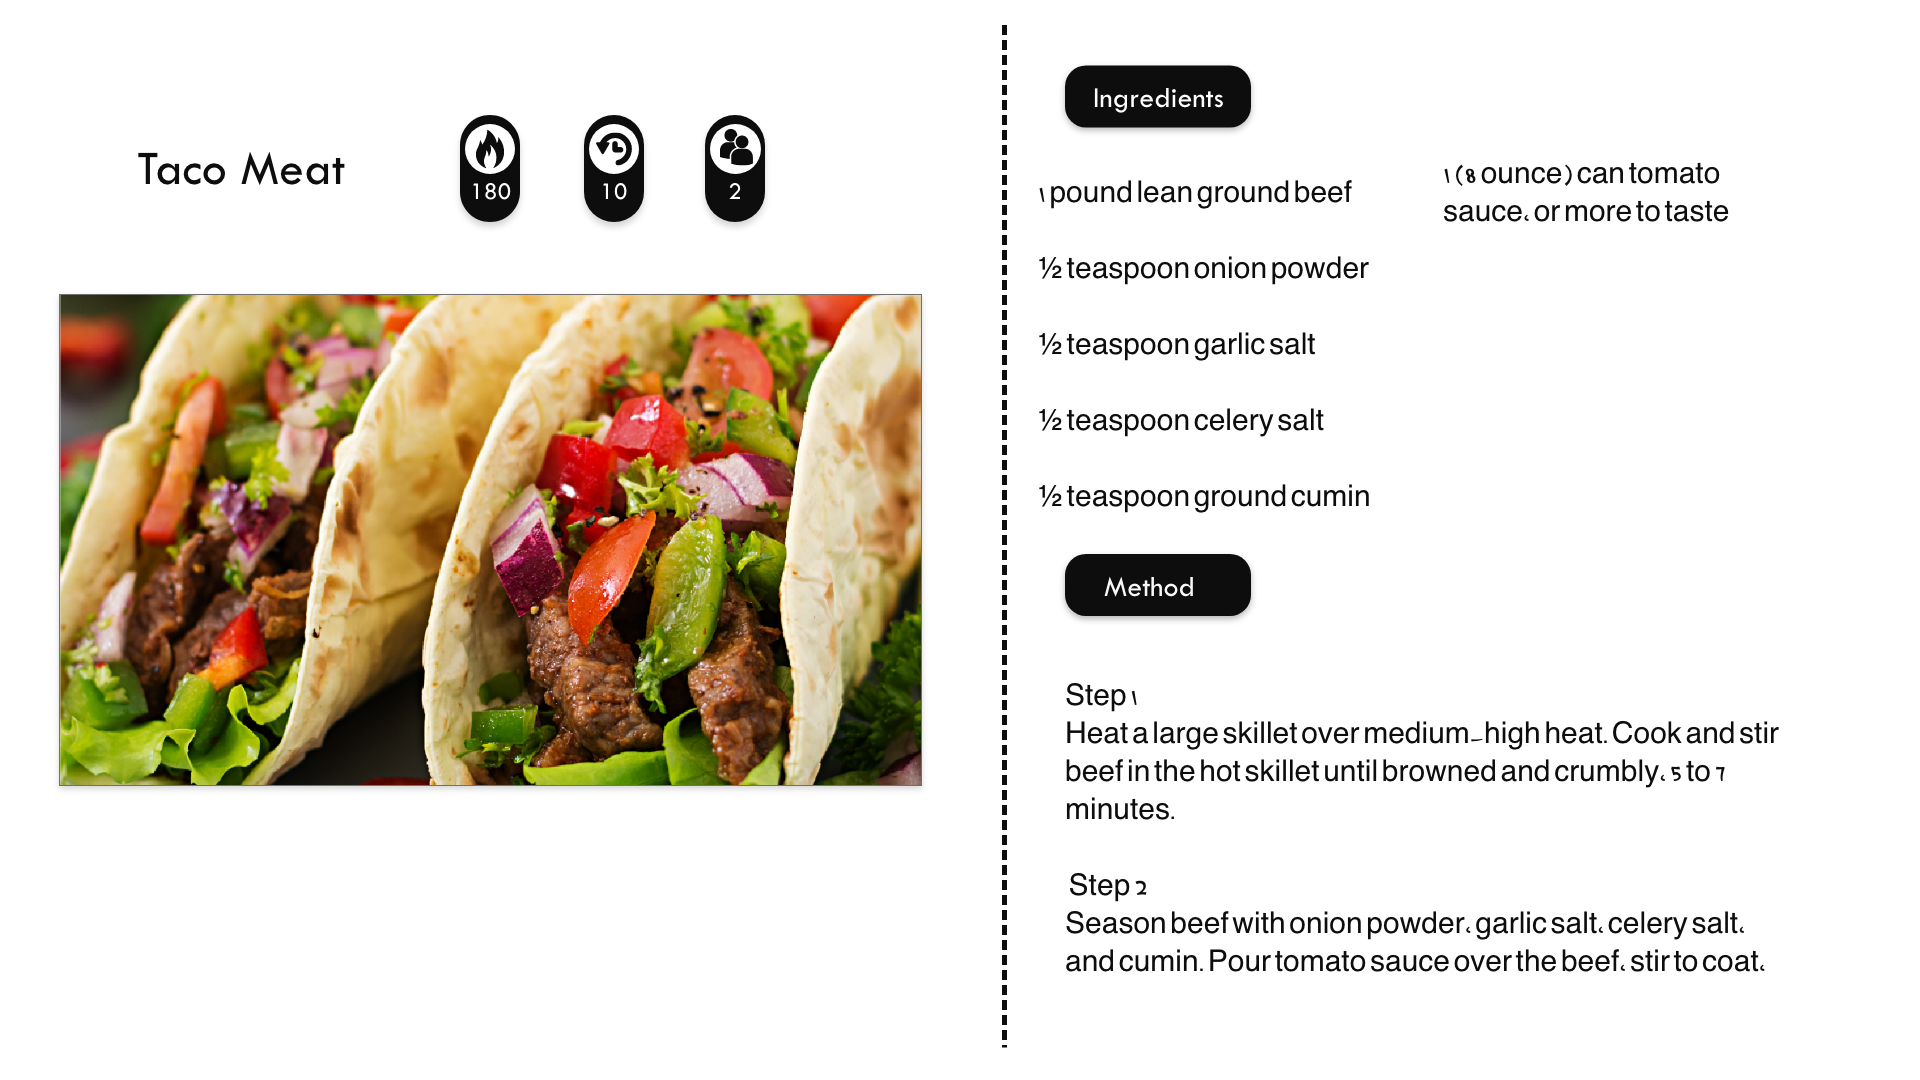 Taco Meat
180
10
2
Ingredients
1 pound lean ground beef
½ teaspoon onion powder
½ teaspoon garlic salt
½ teaspoon celery salt
½ teaspoon ground cumin
1 (8 ounce) can tomato
sauce, or more to taste
Method
Step 1
Heat a large skillet over medium-high heat. Cook and stir
beef in the hot skillet until browned and crumbly, 5 to 7
minutes.
Step 2
Season beef with onion powder, garlic salt, celery salt,
and cumin. Pour tomato sauce over the beef, stir to coat,